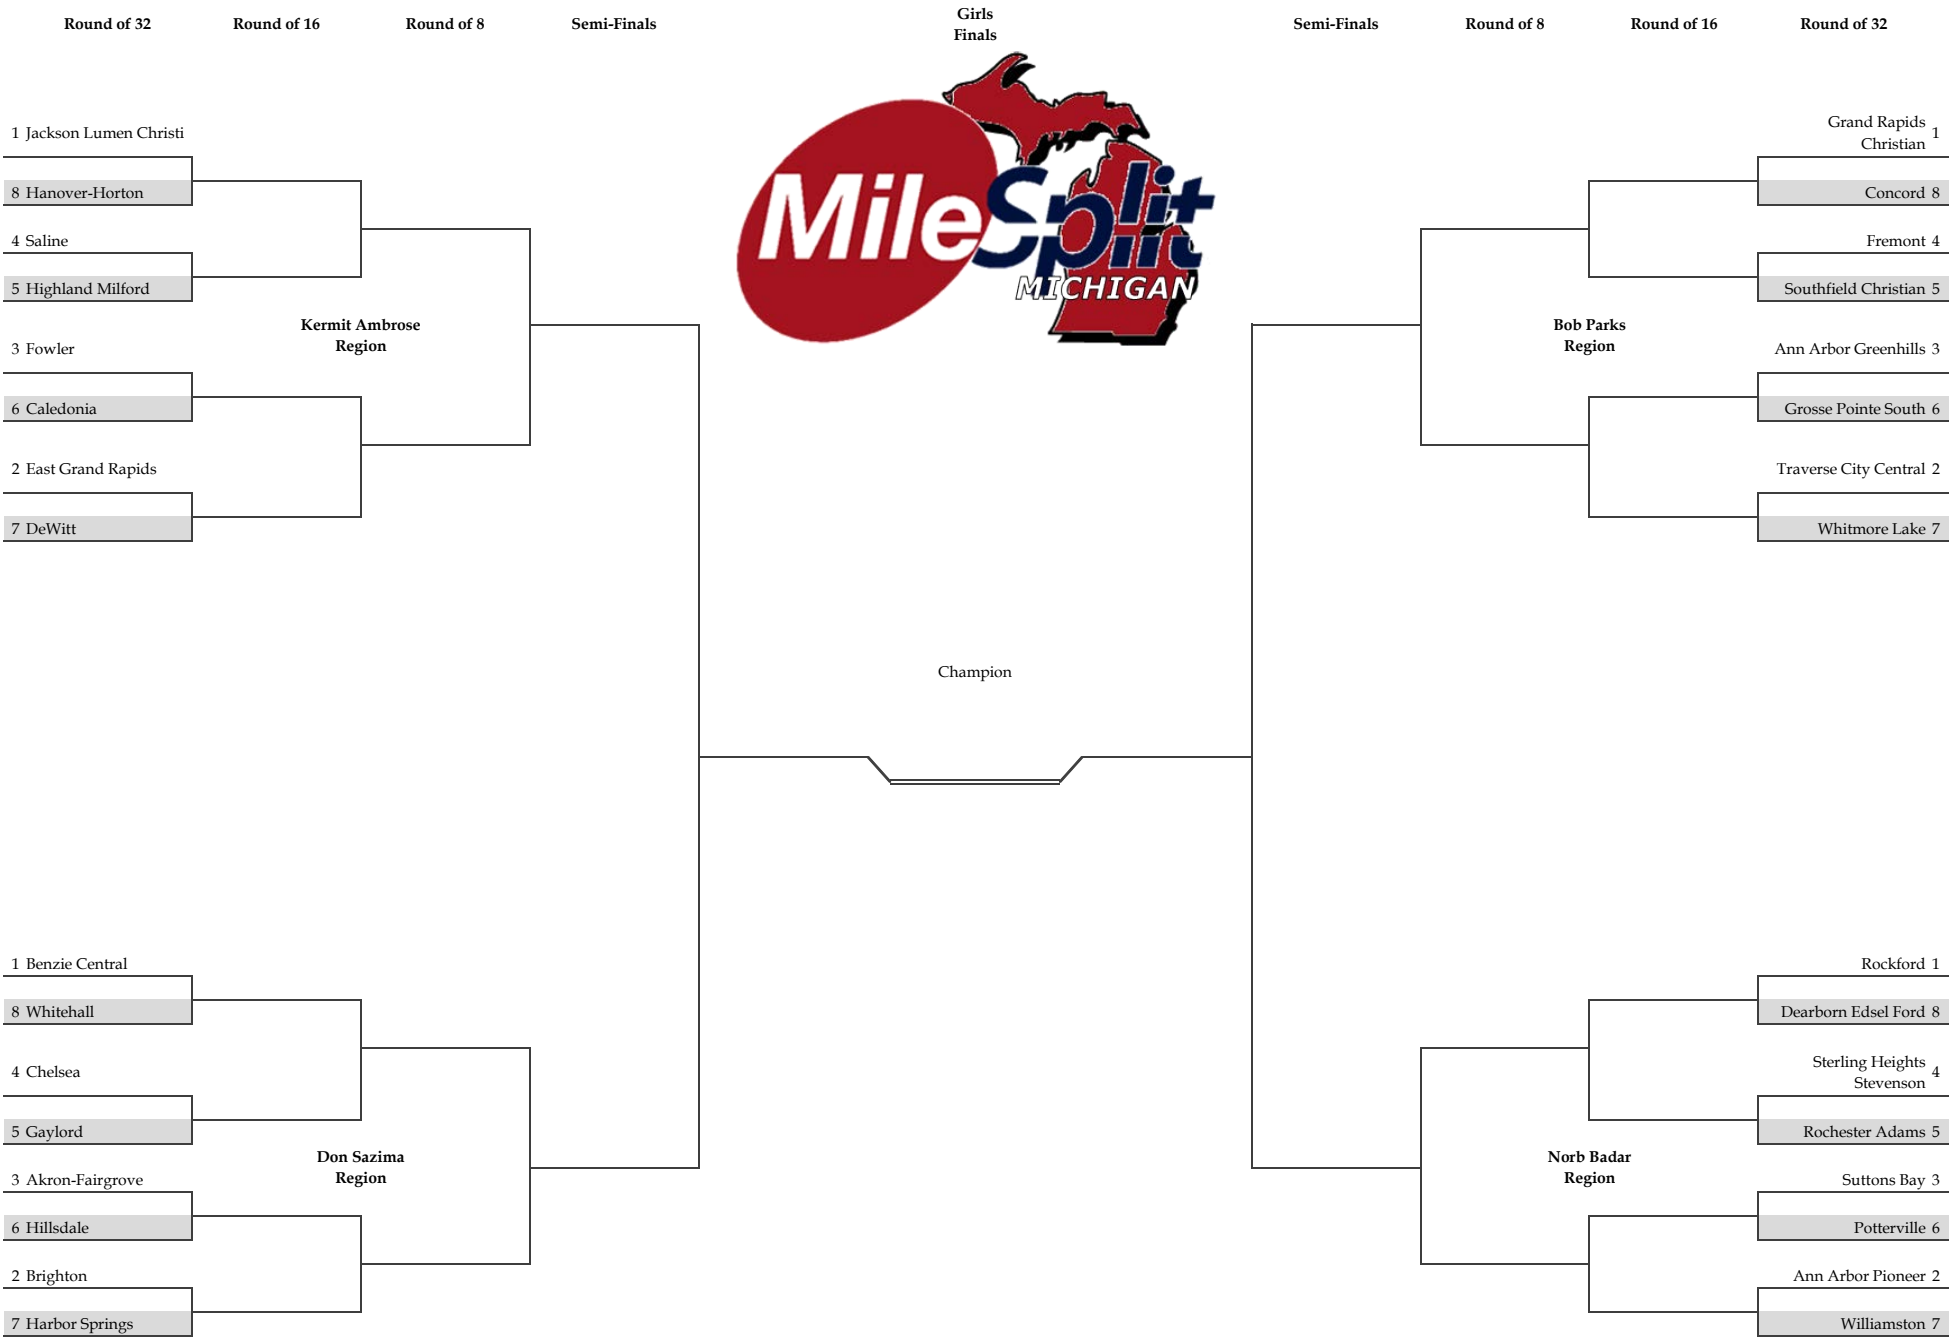 Round of 32
Round of 16
Round of 8
Semi-Finals
Girls
Finals
Semi-Finals
Round of 8
Round of 16
Round of 32
MileSplit
MICHIGAN
1 Jackson Lumen Christi
8 Hanover-Horton
4 Saline
5 Highland Milford
Kermit Ambrose
Region
3 Fowler
6 Caledonia
2 East Grand Rapids
7 DeWitt
Grand Rapids
Christian 1
Concord 8
Fremont 4
Southfield Christian 5
Bob Parks
Region
Ann Arbor Greenhills 3
Grosse Pointe South 6
Traverse City Central 2
Whitmore Lake 7
Champion
1 Benzie Central
8 Whitehall
4 Chelsea
5 Gaylord
Don Sazima
Region
3 Akron-Fairgrove
6 Hillsdale
2 Brighton
7 Harbor Springs
Rockford 1
Dearborn Edsel Ford 8
Sterling Heights
Stevenson 4
Rochester Adams 5
Norb Badar
Region
Suttons Bay 3
Potterville 6
Ann Arbor Pioneer 2
Williamston 7